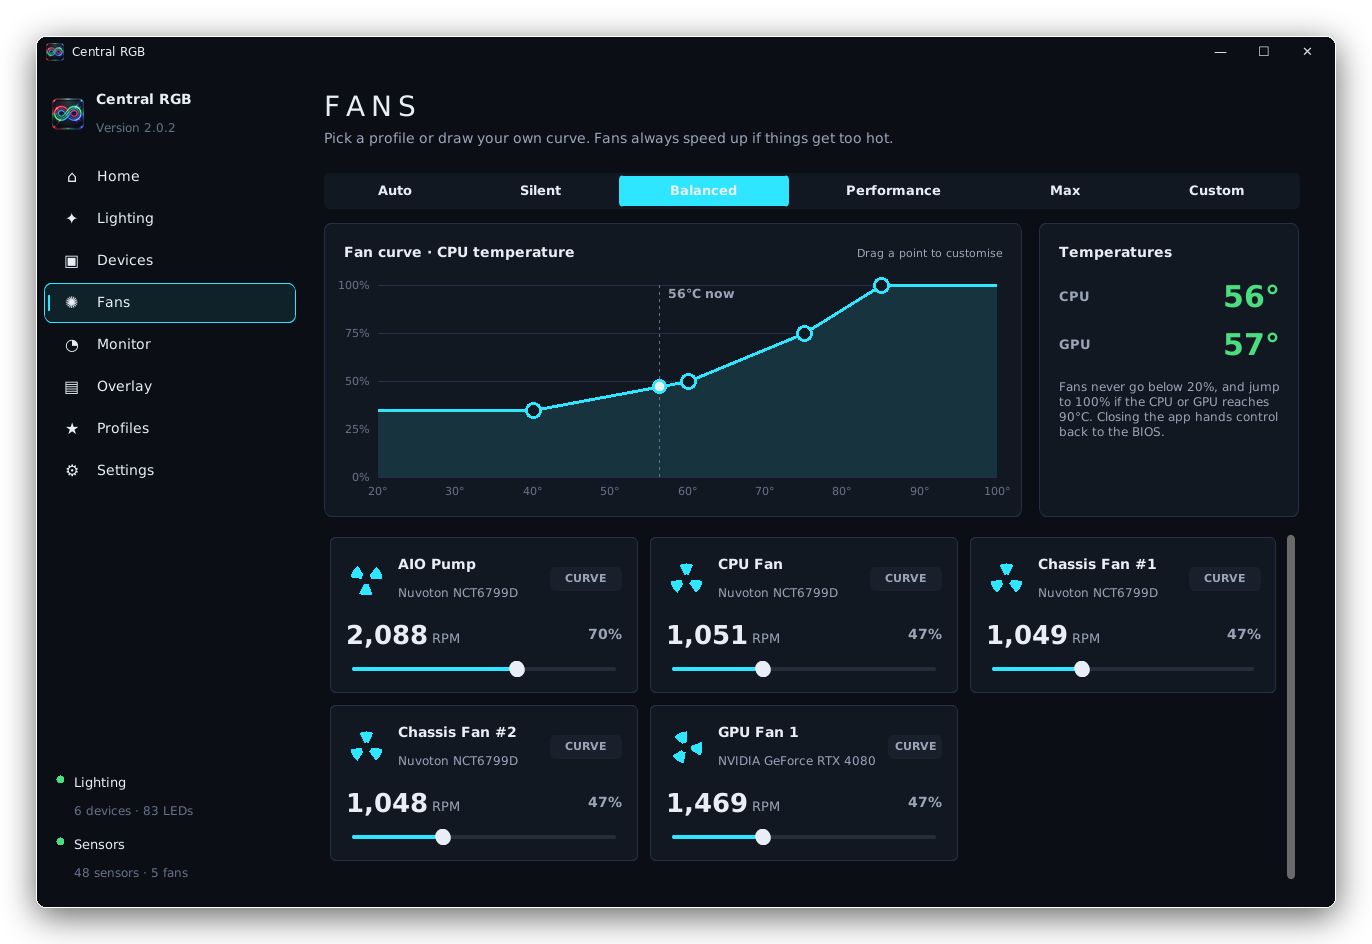 Central RGB
Central RGB
Version 2.0.2
Home
Lighting
Devices
Fans
Monitor
Overlay
Profiles
Settings
Lighting
6 devices · 83 LEDs
Sensors
48 sensors · 5 fans
FANS
Pick a profile or draw your own curve. Fans always speed up if things get too hot.
Auto Silent Balanced Performance Max Custom
Fan curve · CPU temperature
Drag a point to customise
100%
75%
50%
25%
0%
56°C now
20° 30° 40° 50° 60° 70° 80° 90° 100°
Temperatures
CPU 56°
GPU 57°
Fans never go below 20%, and jump
to 100% if the CPU or GPU reaches
90°C. Closing the app hands control
back to the BIOS.
AIO Pump
CURVE
Nuvoton NCT6799D
2,088 RPM 70%
CPU Fan
CURVE
Nuvoton NCT6799D
1,051 RPM 47%
Chassis Fan #1
CURVE
Nuvoton NCT6799D
1,049 RPM 47%
Chassis Fan #2
CURVE
Nuvoton NCT6799D
1,048 RPM 47%
GPU Fan 1
CURVE
NVIDIA GeForce RTX 4080
1,469 RPM 47%